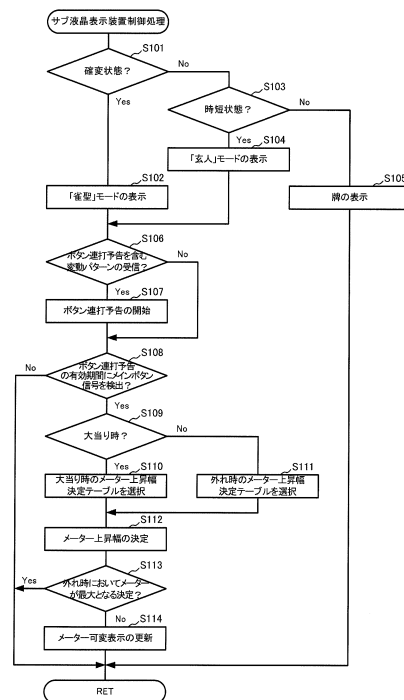 サブ液晶表示装置制御処理
S101
確変状態?
No
Yes
S103
時短状態?
No
Yes
S104
「玄人」モードの表示
S102
「雀聖」モードの表示
S105
牌の表示
S106
ボタン連打予告を含む
変動パターンの受信?
No
Yes
S107
ボタン連打予告の開始
S108
ボタン連打予告
の有効期間にメインボタン
信号を検出?
No
Yes
S109
大当り時?
No
Yes
S110
大当り時のメーター上昇幅
決定テーブルを選択
S111
外れ時のメーター上昇幅
決定テーブルを選択
S112
メーター上昇幅の決定
S113
外れ時においてメーター
が最大となる決定?
Yes
No
S114
メーター可変表示の更新
RET